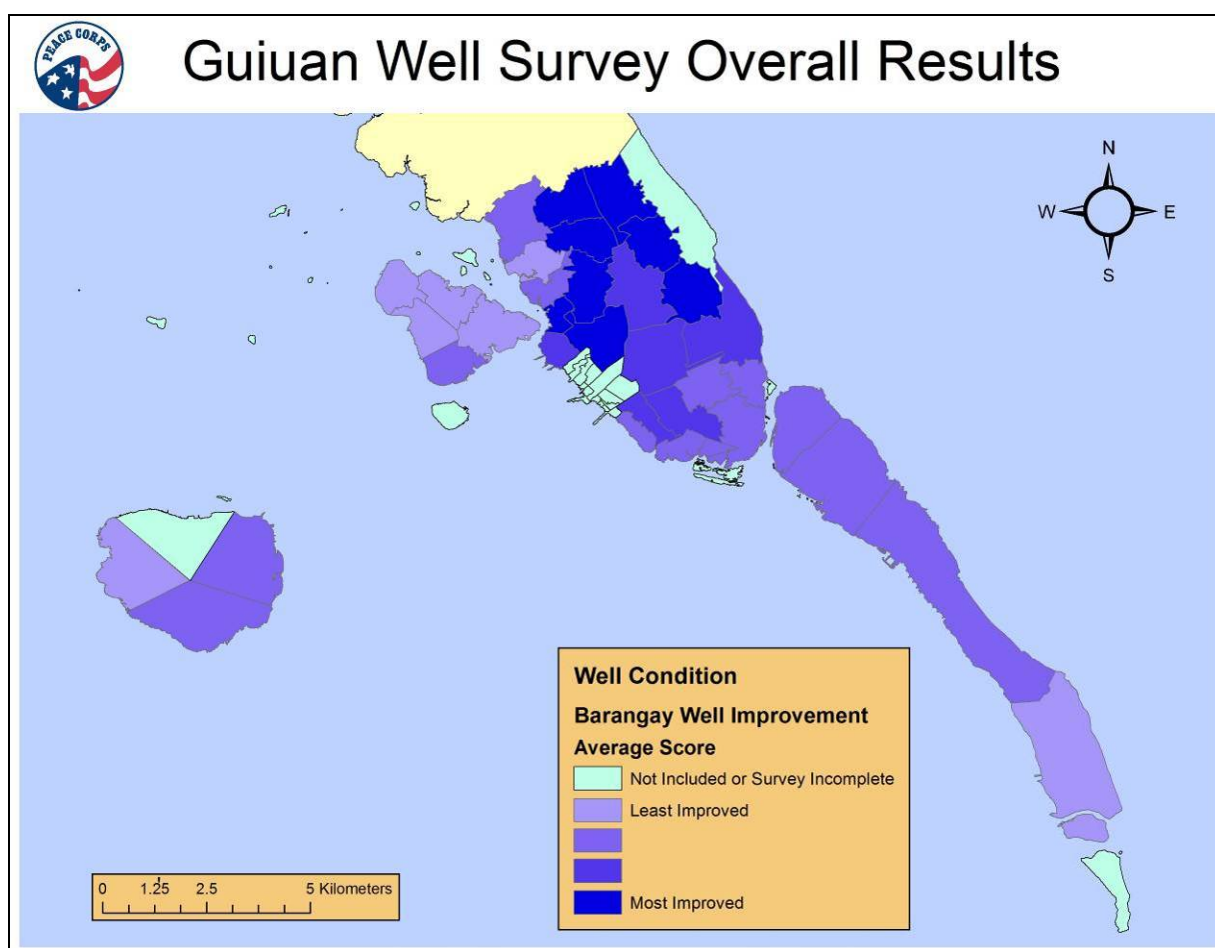 PEACE CORPS
Guiuan Well Survey Overall Results
N
W E
S
Well Condition
Barangay Well Improvement
Average Score
Not Included or Survey Incomplete
Least Improved
Most Improved
0 1.25 2.5 5 Kilometers